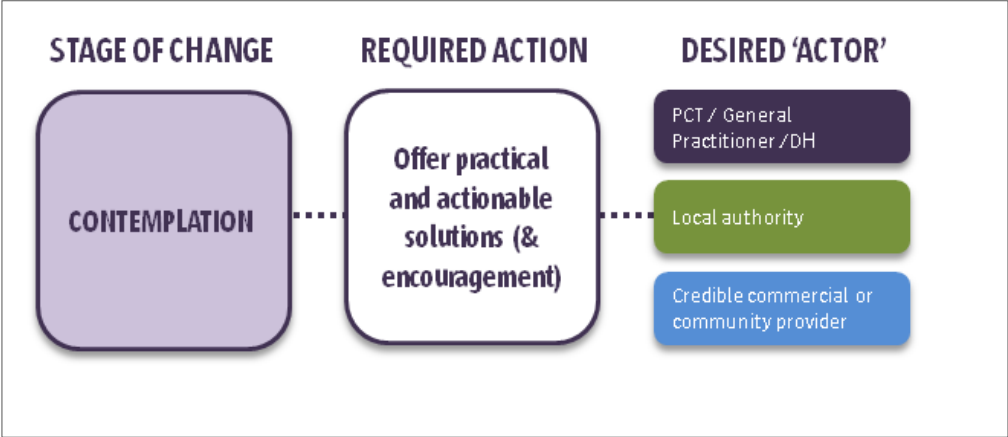 STAGE OF CHANGE
REQUIRED ACTION
DESIRED ‘ACTOR’
CONTEMPLATION
Offer practical
and actionable
solutions (&
encouragement)
PCT / General
Practitioner /DH
Local authority
Credible commercial or
community provider